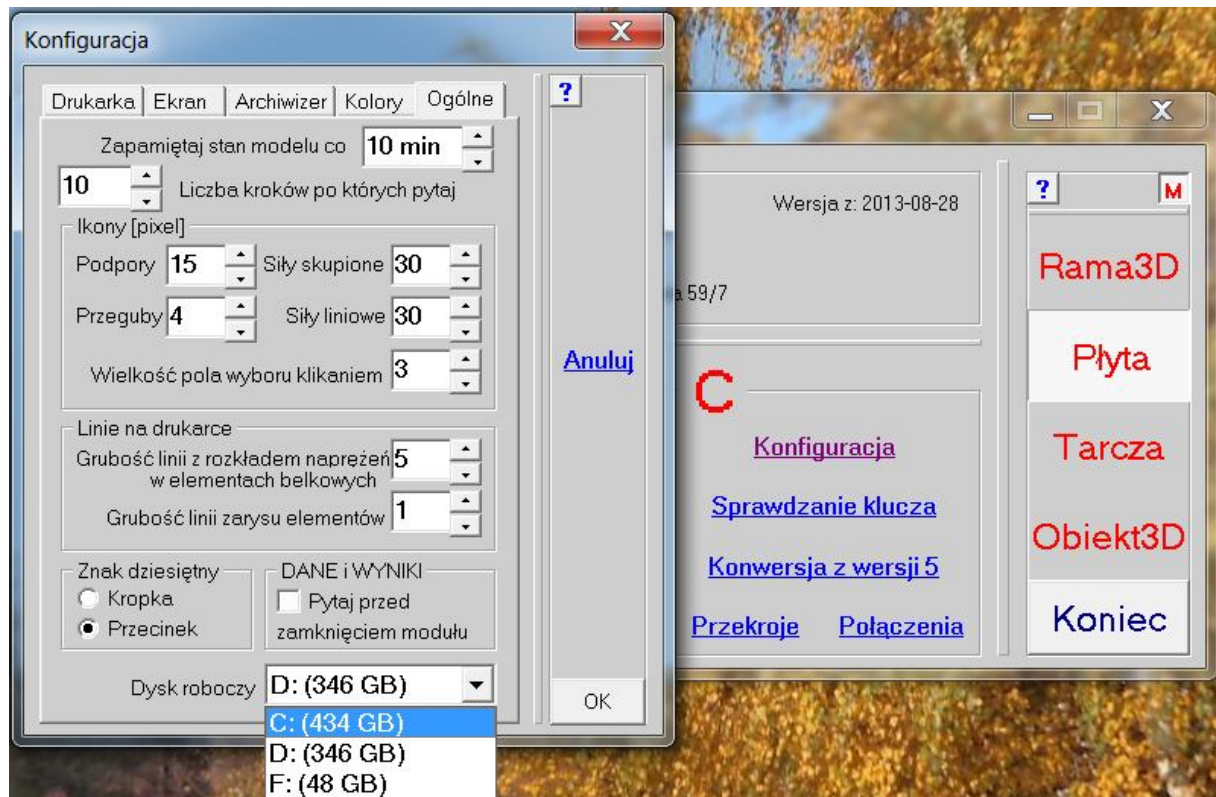 Konfiguracja
X
Drukarka Ekran Archiwizer Kolory Ogólne
?
Zapamiętaj stan modelu co 10 min
10 Liczba kroków po których pytaj
Ikony [pixel]
Podpory 15 Siły skupione 30
Przeguby 4 Siły liniowe 30
Wielkość pola wyboru klikaniem 3
Linie na drukarce
Grubość linii z rozkładem naprężeń 5
w elementach belkowych
Grubość linii zarysu elementów 1
Znak dziesiętny
Kropka
Przecinek
DANE i WYNIKI
Pytaj przed
zamknięciem modułu
Dysk roboczy D: (346 GB)
C: (434 GB)
D: (346 GB)
F: (48 GB)
Anuluj
OK
X
Wersja z: 2013-08-28
a 59/7
C
Konfiguracja
Sprawdzanie klucza
Konwersja z wersji 5
Przekroje Połączenia
? M
Rama3D
Płyta
Tarcza
Obiekt3D
Koniec